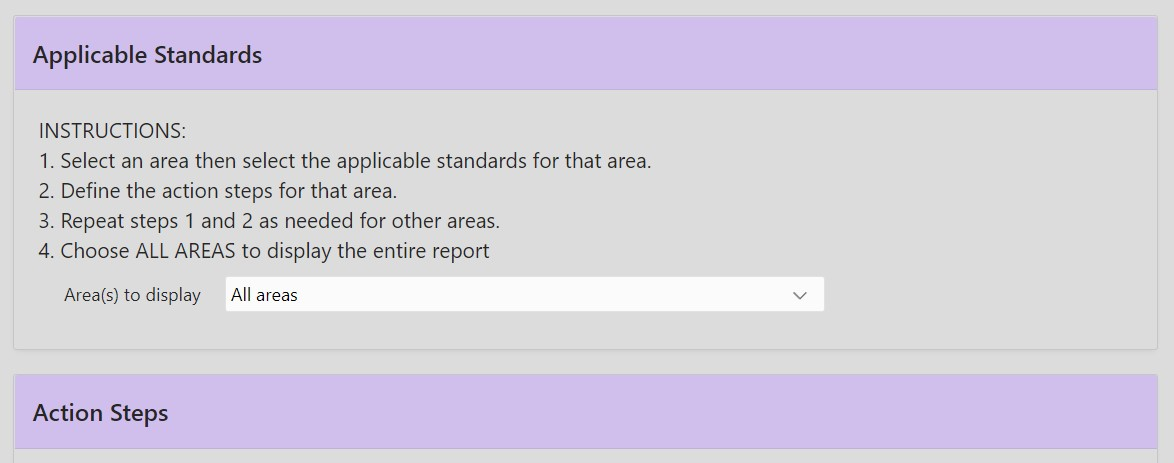 Applicable Standards
INSTRUCTIONS:
1. Select an area then select the applicable standards for that area.
2. Define the action steps for that area.
3. Repeat steps 1 and 2 as needed for other areas.
4. Choose ALL AREAS to display the entire report
Area(s) to display All areas
Action Steps